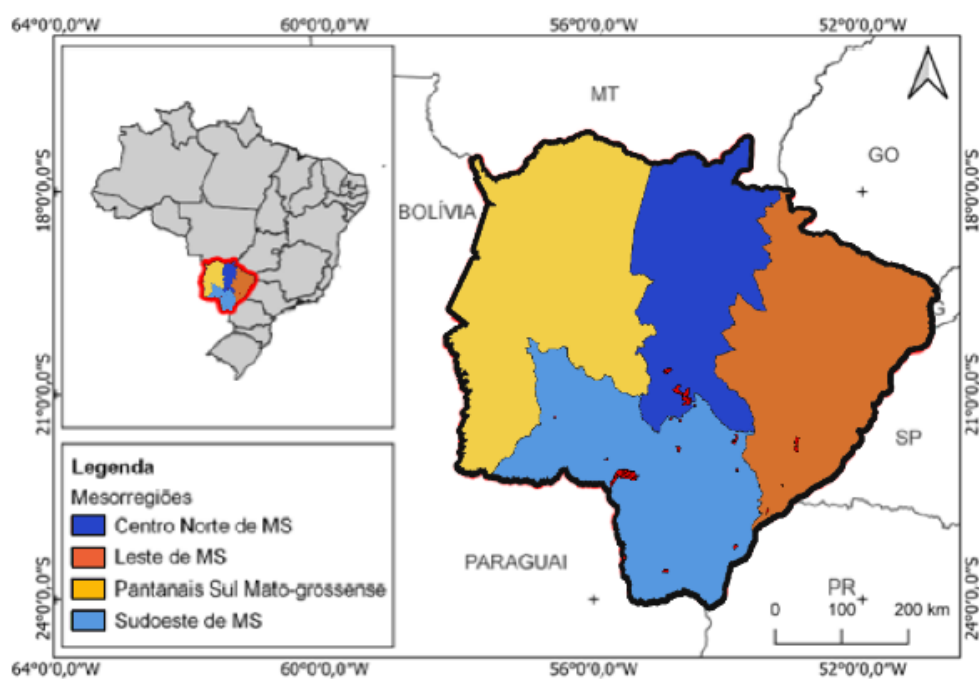 64°0'0,0"W 60°0'0,0"W 56°0'0,0"W 52°0'0,0"W
MT
GO
18°0'0,0"S
18°0'0,0"S
BOLÍVIA
G
21°0'0,0"S
21°0'0,0"S
SP
Legenda
Mesorregiões
Centro Norte de MS
Leste de MS
Pantanais Sul Mato-grossense
Sudoeste de MS
PARAGUAI
PR
0 100 200 km
24°0'0,0"S
24°0'0,0"S
64°0'0,0"W 60°0'0,0"W 56°0'0,0"W 52°0'0,0"W